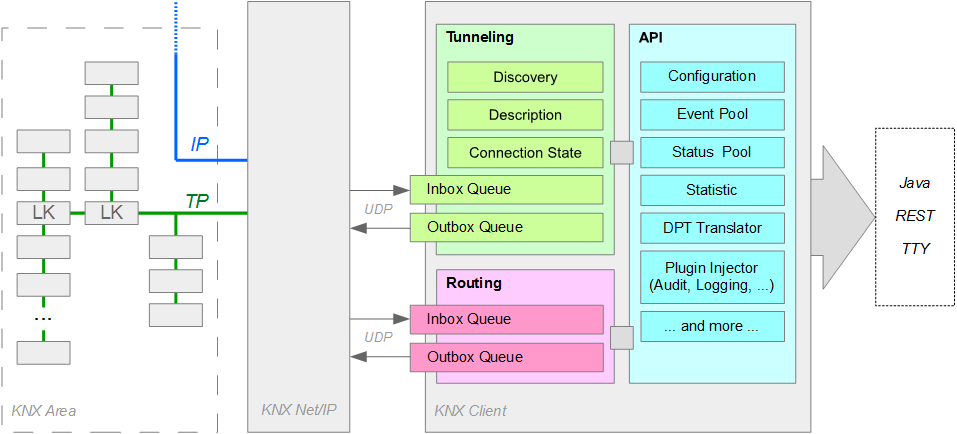 Tunneling
API
Discovery
Configuration
Description
Event Pool
IP
Connection State
Status Pool
Inbox Queue
Statistic
Java
TP
UDP
LK
LK
Outbox Queue
DPT Translator
REST
TTY
Plugin Injector
(Audit, Logging, ...)
Routing
Inbox Queue
... and more ...
...
UDP
Outbox Queue
KNX Area
KNX Net/IP
KNX Client